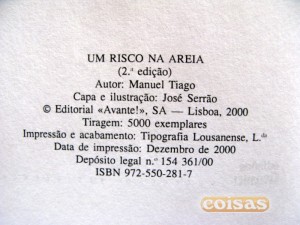 UM RISCO NA AREIA
(2.ª edição)
Autor: Manuel Tiago
Capa e ilustração: José Serrão
© Editorial «Avante!», SA — Lisboa, 2000
Tiragem: 5000 exemplares
Impressão e acabamento: Tipografia Lousanense, L.da
Data de impressão: Dezembro de 2000
Depósito legal n.º 154 361/00
ISBN 972-550-281-7
coisas